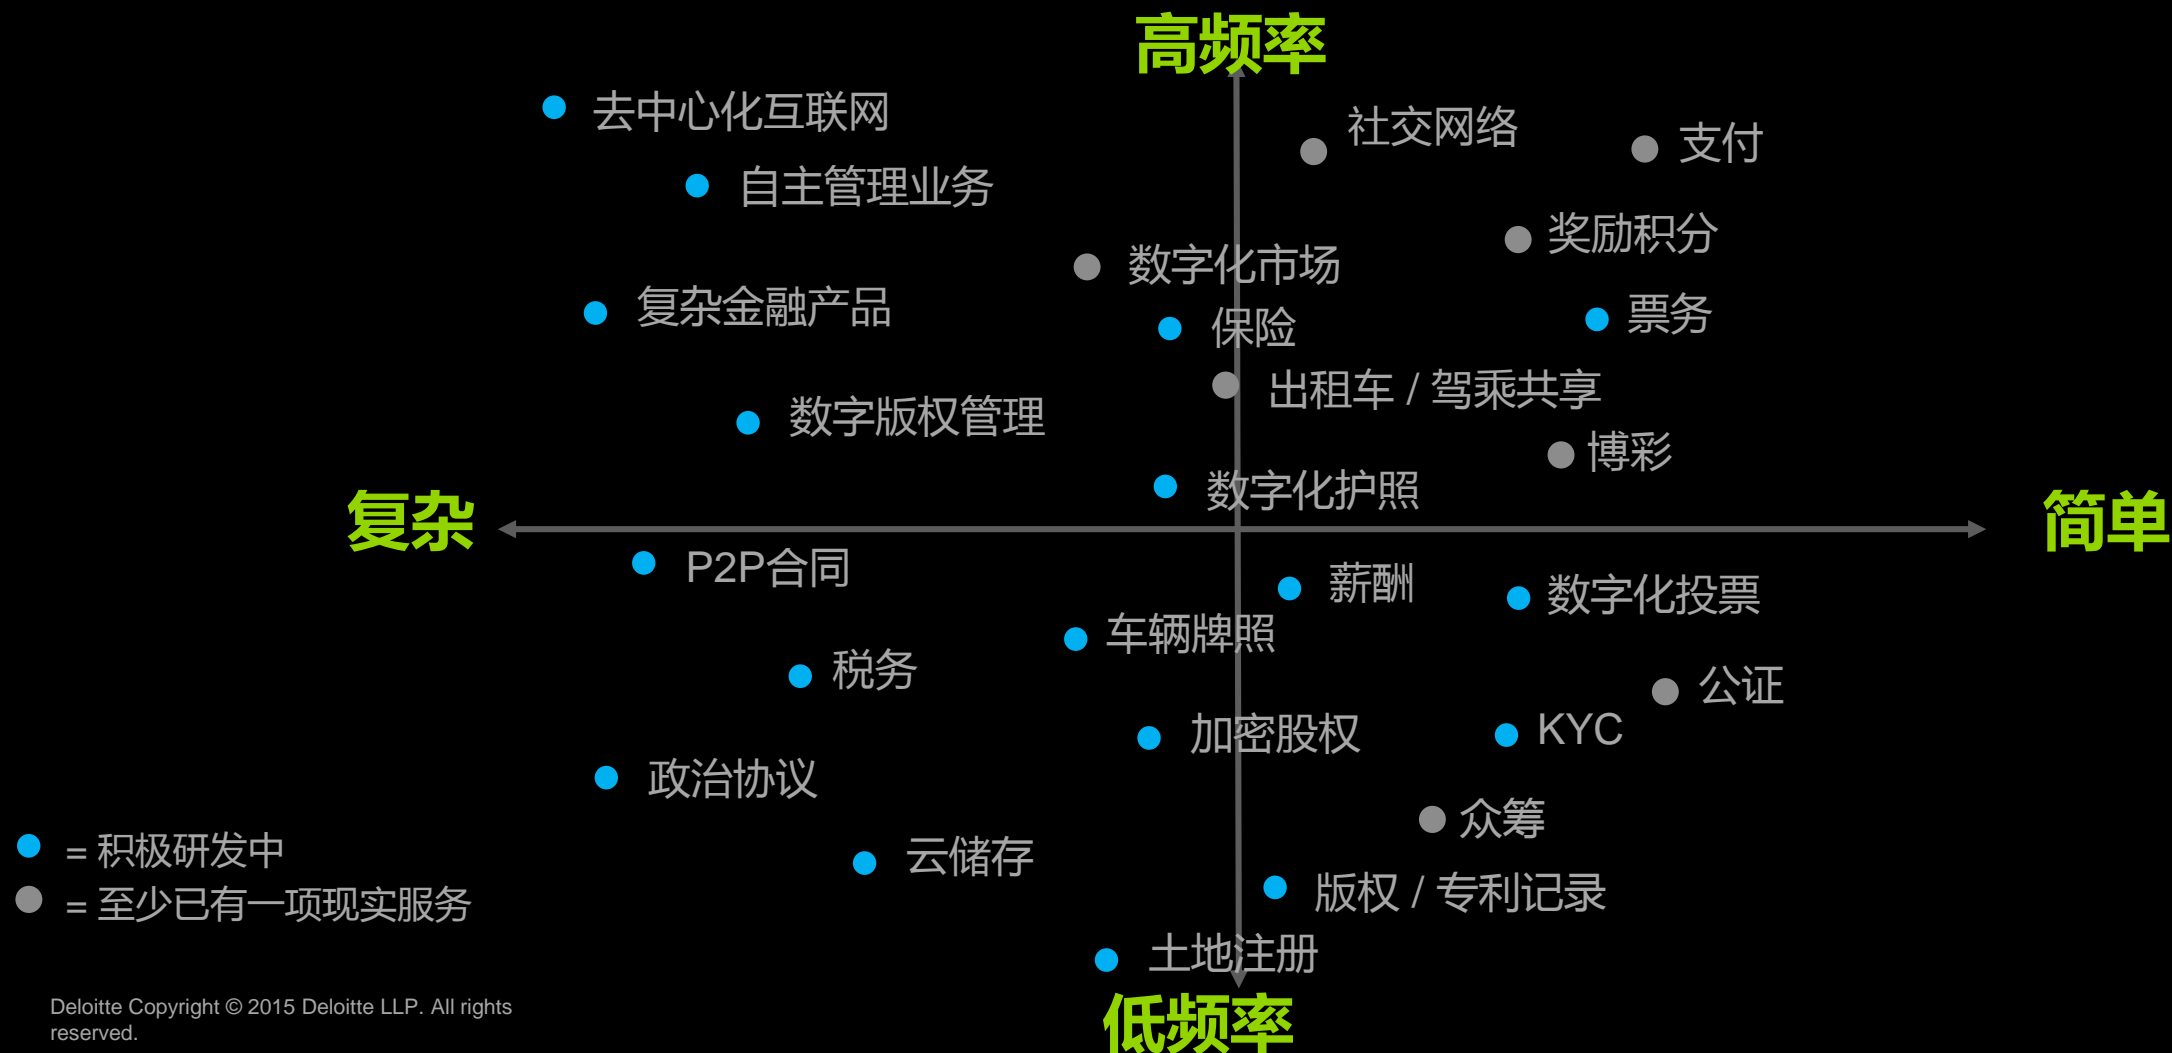 高频率
去中心化互联网
社交网络
支付
自主管理业务
奖励积分
数字化市场
复杂金融产品
保险
票务
出租车 / 驾乘共享
数字版权管理
博彩
数字化护照
复杂
简单
P2P合同
薪酬
数字化投票
车辆牌照
税务
公证
加密股权
KYC
政治协议
众筹
= 积极研发中
云储存
= 至少已有一项现实服务
版权 / 专利记录
土地注册
Deloitte Copyright © 2015 Deloitte LLP. All rights
reserved.
低频率